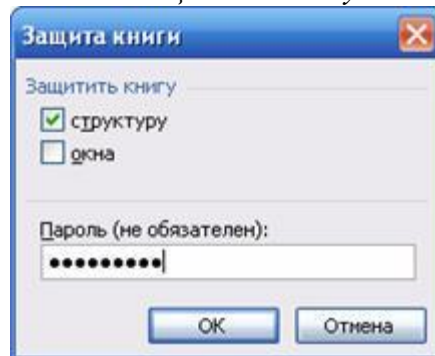 Защита книги
Защитить книгу
структуру
окна
Пароль (не обязателен):
●●●●●●●●●
ОК
Отмена